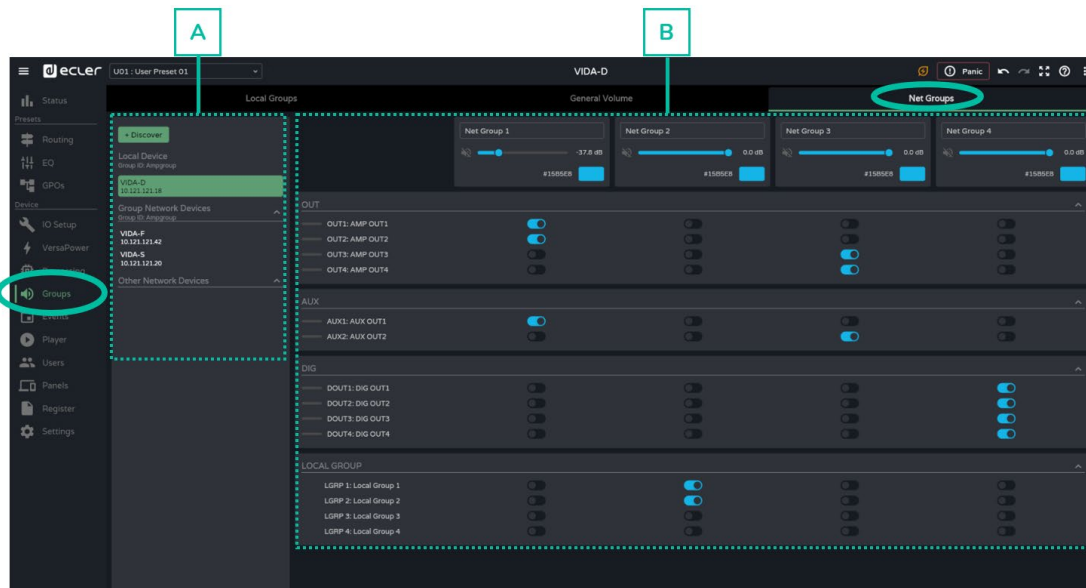 A
B
ecler
U01 : User Preset 01
VIDA-D
Panic
Status
Presets
Routing
EQ
GPOs
Device
IO Setup
VersaPower
Groups
Events
Player
Users
Panels
Register
Settings
Local Groups
General Volume
Net Groups
+ Discover
Local Device
Group ID: Ampgroup
VIDA-D
10.121.121.18
Group Network Devices
Group ID: Ampgroup
VIDA-F
10.121.121.42
VIDA-S
10.121.121.20
Other Network Devices
Net Group 1
Net Group 2
Net Group 3
Net Group 4
-37.8 dB
0.0 dB
0.0 dB
0.0 dB
#15B5E8
#15B5E8
#15B5E8
#15B5E8
OUT
OUT1: AMP OUT1
OUT2: AMP OUT2
OUT3: AMP OUT3
OUT4: AMP OUT4
AUX
AUX1: AUX OUT1
AUX2: AUX OUT2
DIG
DOUT1: DIG OUT1
DOUT2: DIG OUT2
DOUT3: DIG OUT3
DOUT4: DIG OUT4
LOCAL GROUP
LGRP 1: Local Group 1
LGRP 2: Local Group 2
LGRP 3: Local Group 3
LGRP 4: Local Group 4